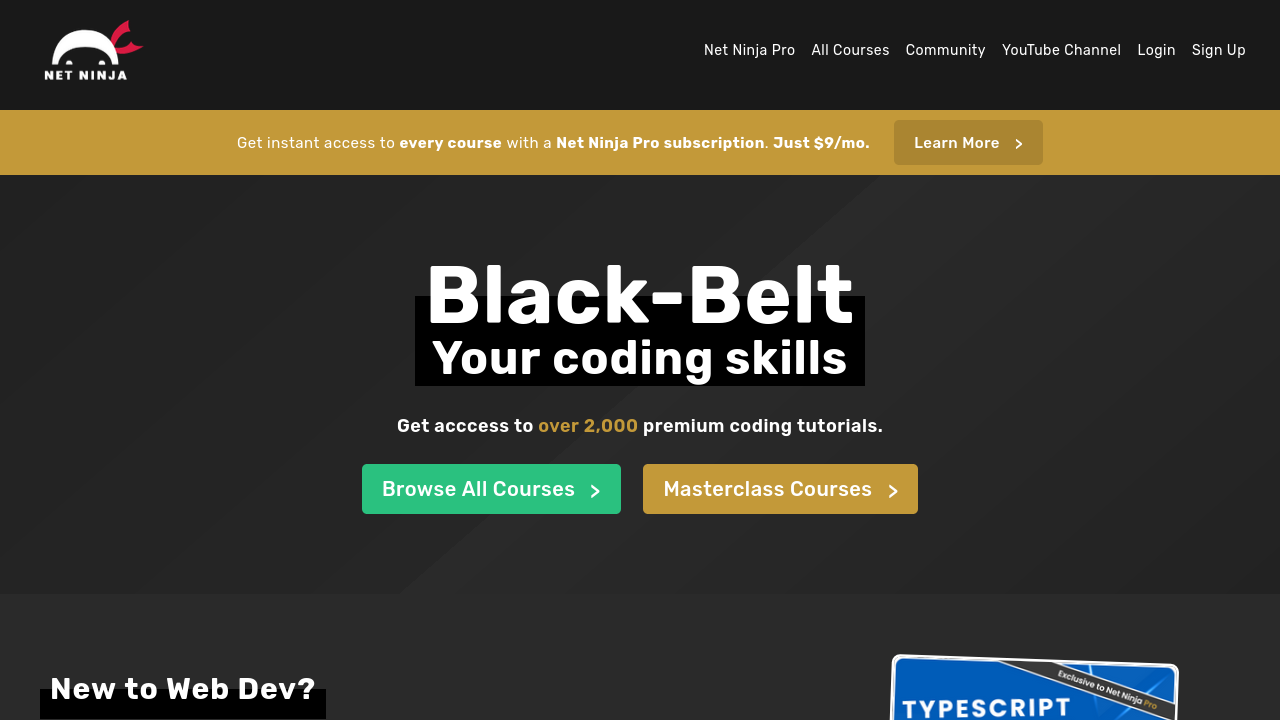 NET NINJA
Net Ninja Pro All Courses Community YouTube Channel Login Sign Up
Get instant access to every course with a Net Ninja Pro subscription. Just $9/mo. Learn More >
Black-Belt
Your coding skills
Get acccess to over 2,000 premium coding tutorials.
Browse All Courses > Masterclass Courses >
New to Web Dev?
Exclusive to Net Ninja Pro
TYPESCRIPT